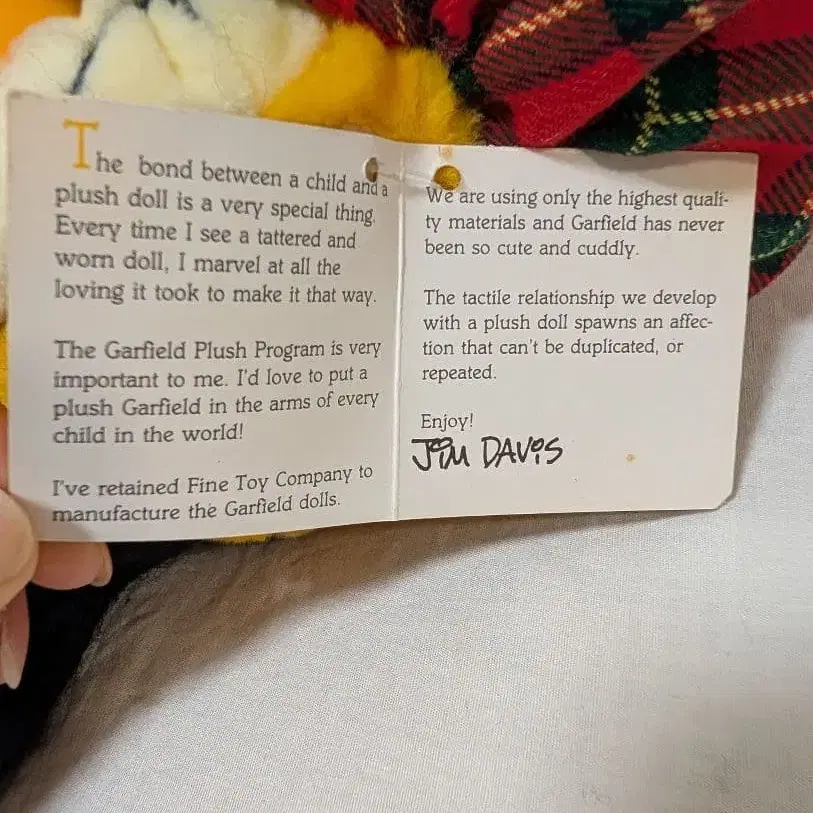 The bond between a child and a
plush doll is a very special thing.
Every time I see a tattered and
worn doll, I marvel at all the
loving it took to make it that way.
The Garfield Plush Program is very
important to me. I'd love to put a
plush Garfield in the arms of every
child in the world!
I've retained Fine Toy Company to
manufacture the Garfield dolls.
We are using only the highest quali-
ty materials and Garfield has never
been so cute and cuddly.
The tactile relationship we develop
with a plush doll spawns an affec-
tion that can't be duplicated, or
repeated.
Enjoy!
JIM DAVIS